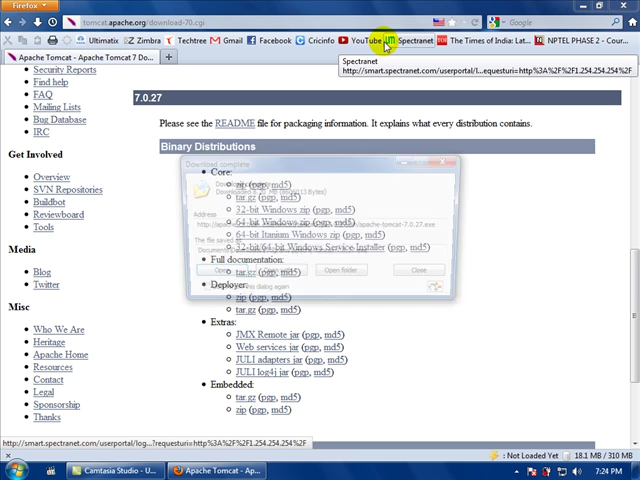 Firefox
tomcat.apache.org/download-70.cgi
Google
Ultimatix Zimbra Techtree Gmail Facebook Cricinfo YouTube Spectranet The Times of India: Lat... NPTEL PHASE 2 - Cour...
Apache Tomcat - Apache Tomcat 7 Do...
Spectranet
http://smart.spectranet.com/userportal/l...equesturi=http%3A%2F%2F1.254.254.254%2F
Security Reports
Find help
FAQ
Mailing Lists
Bug Database
IRC
Get Involved
Overview
SVN Repositories
Buildbot
Reviewboard
Tools
Media
Blog
Twitter
Misc
Who We Are
Heritage
Apache Home
Resources
Contact
Legal
Sponsorship
Thanks
7.0.27
Please see the README file for packaging information. It explains what every distribution contains.
Binary Distributions
Download complete
Core:
zip (pgp, md5)
tar.gz (pgp, md5)
32-bit Windows zip (pgp, md5)
64-bit Windows zip (pgp, md5)
64-bit Itanium Windows zip (pgp, md5)
32-bit/64-bit Windows Service Installer (pgp, md5)
Full documentation:
tar.gz (pgp, md5)
Deployer:
zip (pgp, md5)
tar.gz (pgp, md5)
Extras:
JMX Remote jar (pgp, md5)
Web services jar (pgp, md5)
JULI adapters jar (pgp, md5)
JULI log4j jar (pgp, md5)
Embedded:
tar.gz (pgp, md5)
zip (pgp, md5)
Address
The file saved as
Open folder
Close
http://smart.spectranet.com/userportal/log...?requesturi=http%3A%2F%2F1.254.254.254%2F
: Not Loaded Yet 18.1 MB / 310 MB
Camtasia Studio - U...
Apache Tomcat - Ap...
7:24 PM